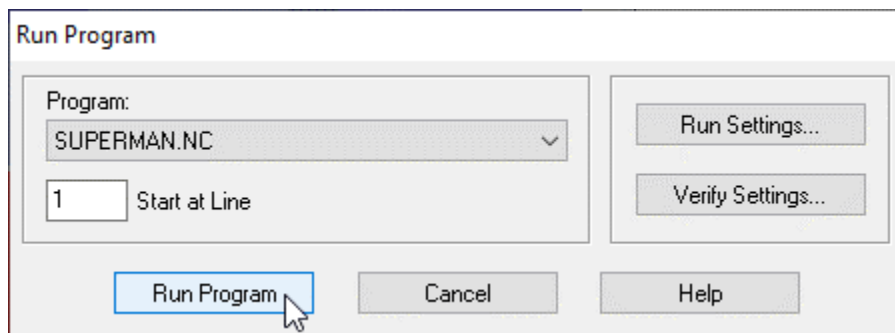 Run Program
Program:
SUPERMAN.NC
1 Start at Line
Run Settings...
Verify Settings...
Run Program Cancel Help